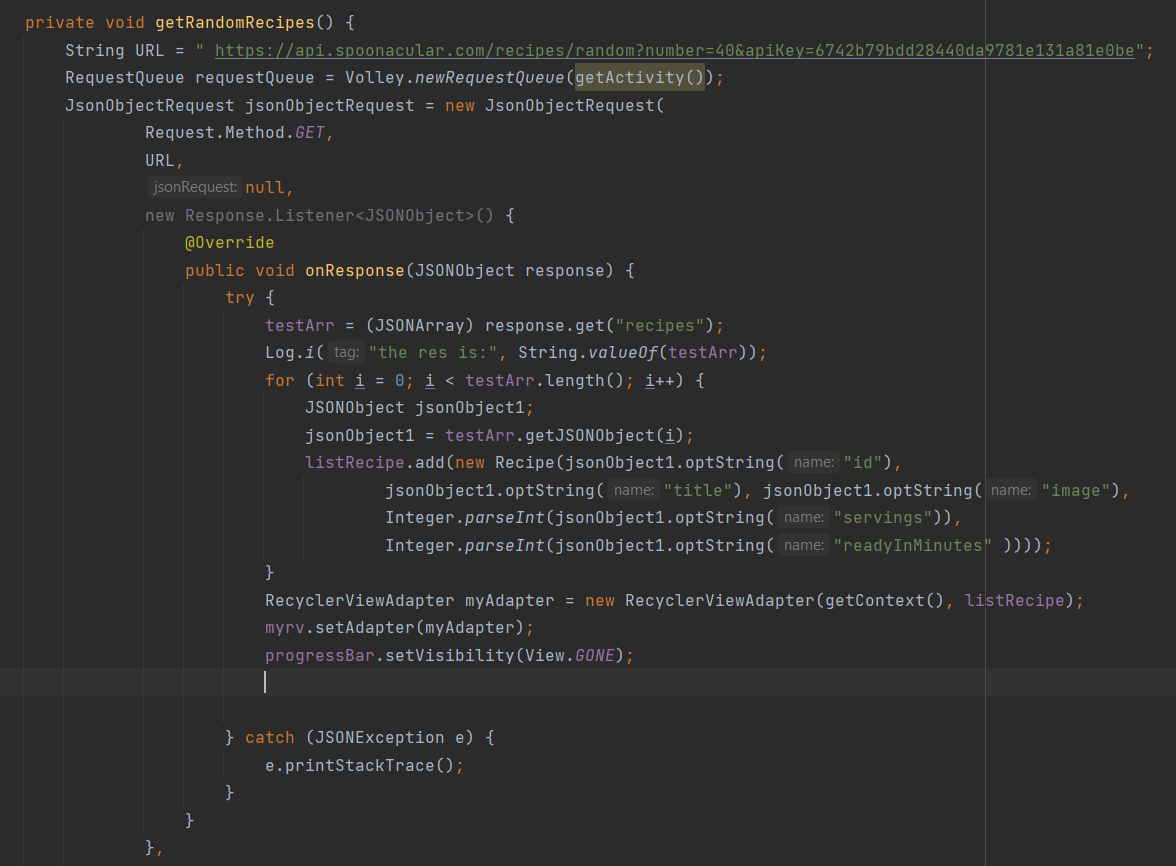 private void getRandomRecipes() {
String URL = " https://api.spoonacular.com/recipes/random?number=40&apiKey=6742b79bdd28440da9781e131a81e0be";
RequestQueue requestQueue = Volley.newRequestQueue(getActivity());
JsonObjectRequest jsonObjectRequest = new JsonObjectRequest(
Request.Method.GET,
URL,
jsonRequest: null,
new Response.Listener<JSONObject>() {
@Override
public void onResponse(JSONObject response) {
try {
testArr = (JSONArray) response.get("recipes");
Log.i( tag: "the res is:", String.valueOf(testArr));
for (int i = 0; i < testArr.length(); i++) {
JSONObject jsonObject1;
jsonObject1 = testArr.getJSONObject(i);
listRecipe.add(new Recipe(jsonObject1.optString( name: "id"),
jsonObject1.optString( name: "title"), jsonObject1.optString( name: "image"),
Integer.parseInt(jsonObject1.optString( name: "servings")),
Integer.parseInt(jsonObject1.optString( name: "readyInMinutes" ))));
}
RecyclerViewAdapter myAdapter = new RecyclerViewAdapter(getContext(), listRecipe);
myrv.setAdapter(myAdapter);
progressBar.setVisibility(View.GONE);
} catch (JSONException e) {
e.printStackTrace();
}
}
},